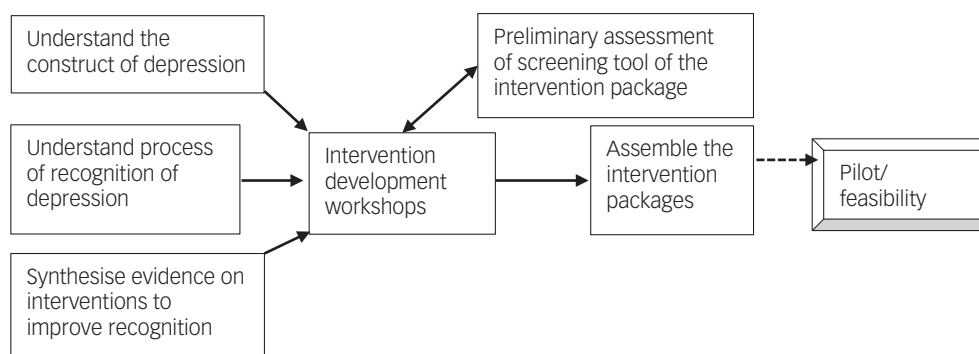 Understand the
construct of depression
Preliminary assessment
of screening tool of the
intervention package
Understand process
of recognition of
depression
Intervention
development
workshops
Assemble the
intervention
packages
Pilot/
feasibility
Synthesise evidence on
interventions to
improve recognition